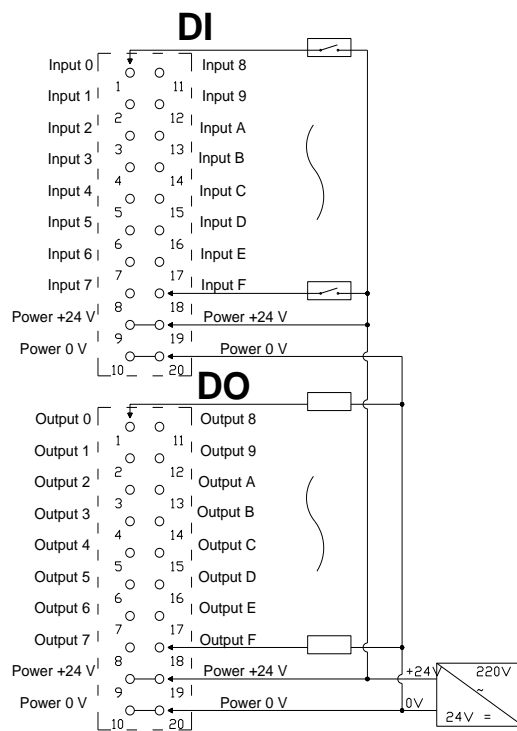 DI
Input 0 Input 8
1 11
Input 1 Input 9
2 12
Input 2 Input A
3 13
Input 3 Input B
4 14
Input 4 Input C
5 15
Input 5 Input D
6 16
Input 6 Input E
7 17
Input 7 Input F
8 18
Power +24 V Power +24 V
9 19
Power 0 V Power 0 V
10 20
DO
Output 0 Output 8
1 11
Output 1 Output 9
2 12
Output 2 Output A
3 13
Output 3 Output B
4 14
Output 4 Output C
5 15
Output 5 Output D
6 16
Output 6 Output E
7 17
Output 7 Output F
8 18
Power +24 V Power +24 V +24V 220V
9 19 ~
Power 0 V Power 0 V 0V
10 20 24V =